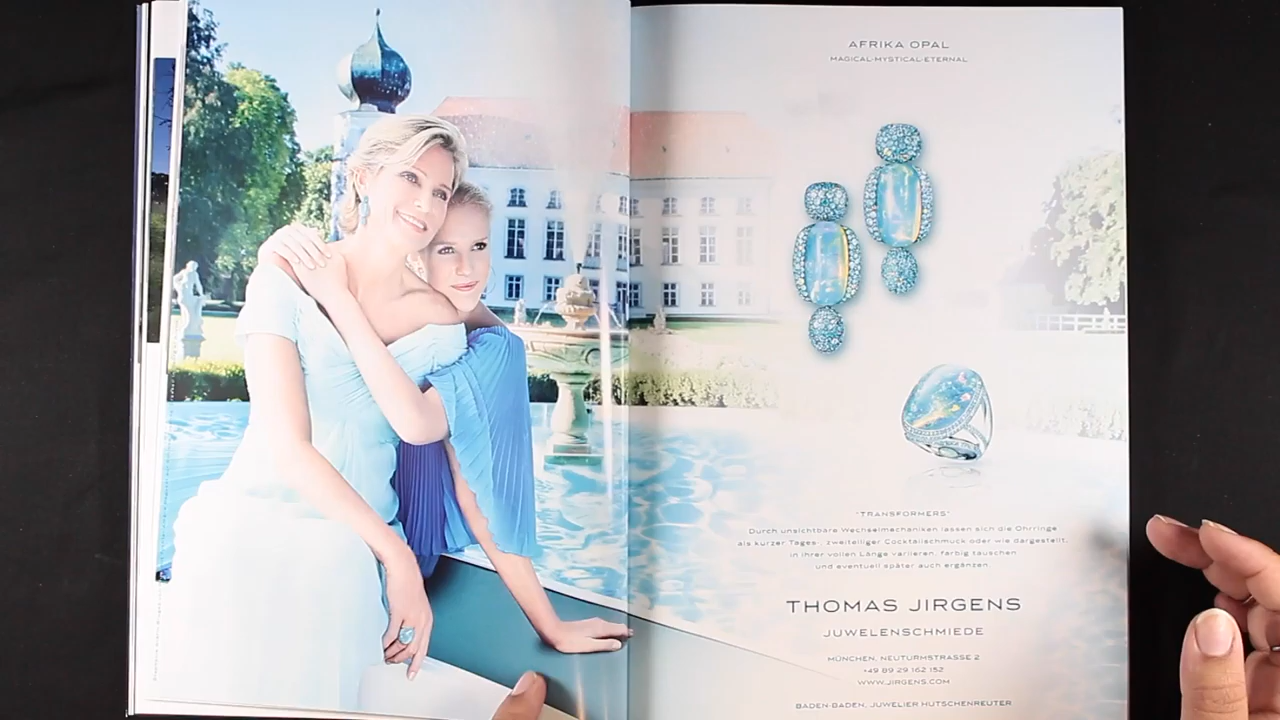 AFRIKA OPAL
MAGICAL-MYSTICAL-ETERNAL
"TRANSFORMERS"
Durch unsichtbare Wechselmechaniken lassen sich die Ohrringe
als kurzer Tages-, zweiteiliger Cocktailschmuck oder wie dargestellt,
in ihrer vollen Länge variieren, farbig tauschen
und eventuell später auch ergänzen.
THOMAS JIRGENS
JUWELENSCHMIEDE
MÜNCHEN, NEUTURMSTRASSE 2
+49 89 29 162 152
WWW.JIRGENS.COM
BADEN-BADEN, JUWELIER HUTSCHENREUTER